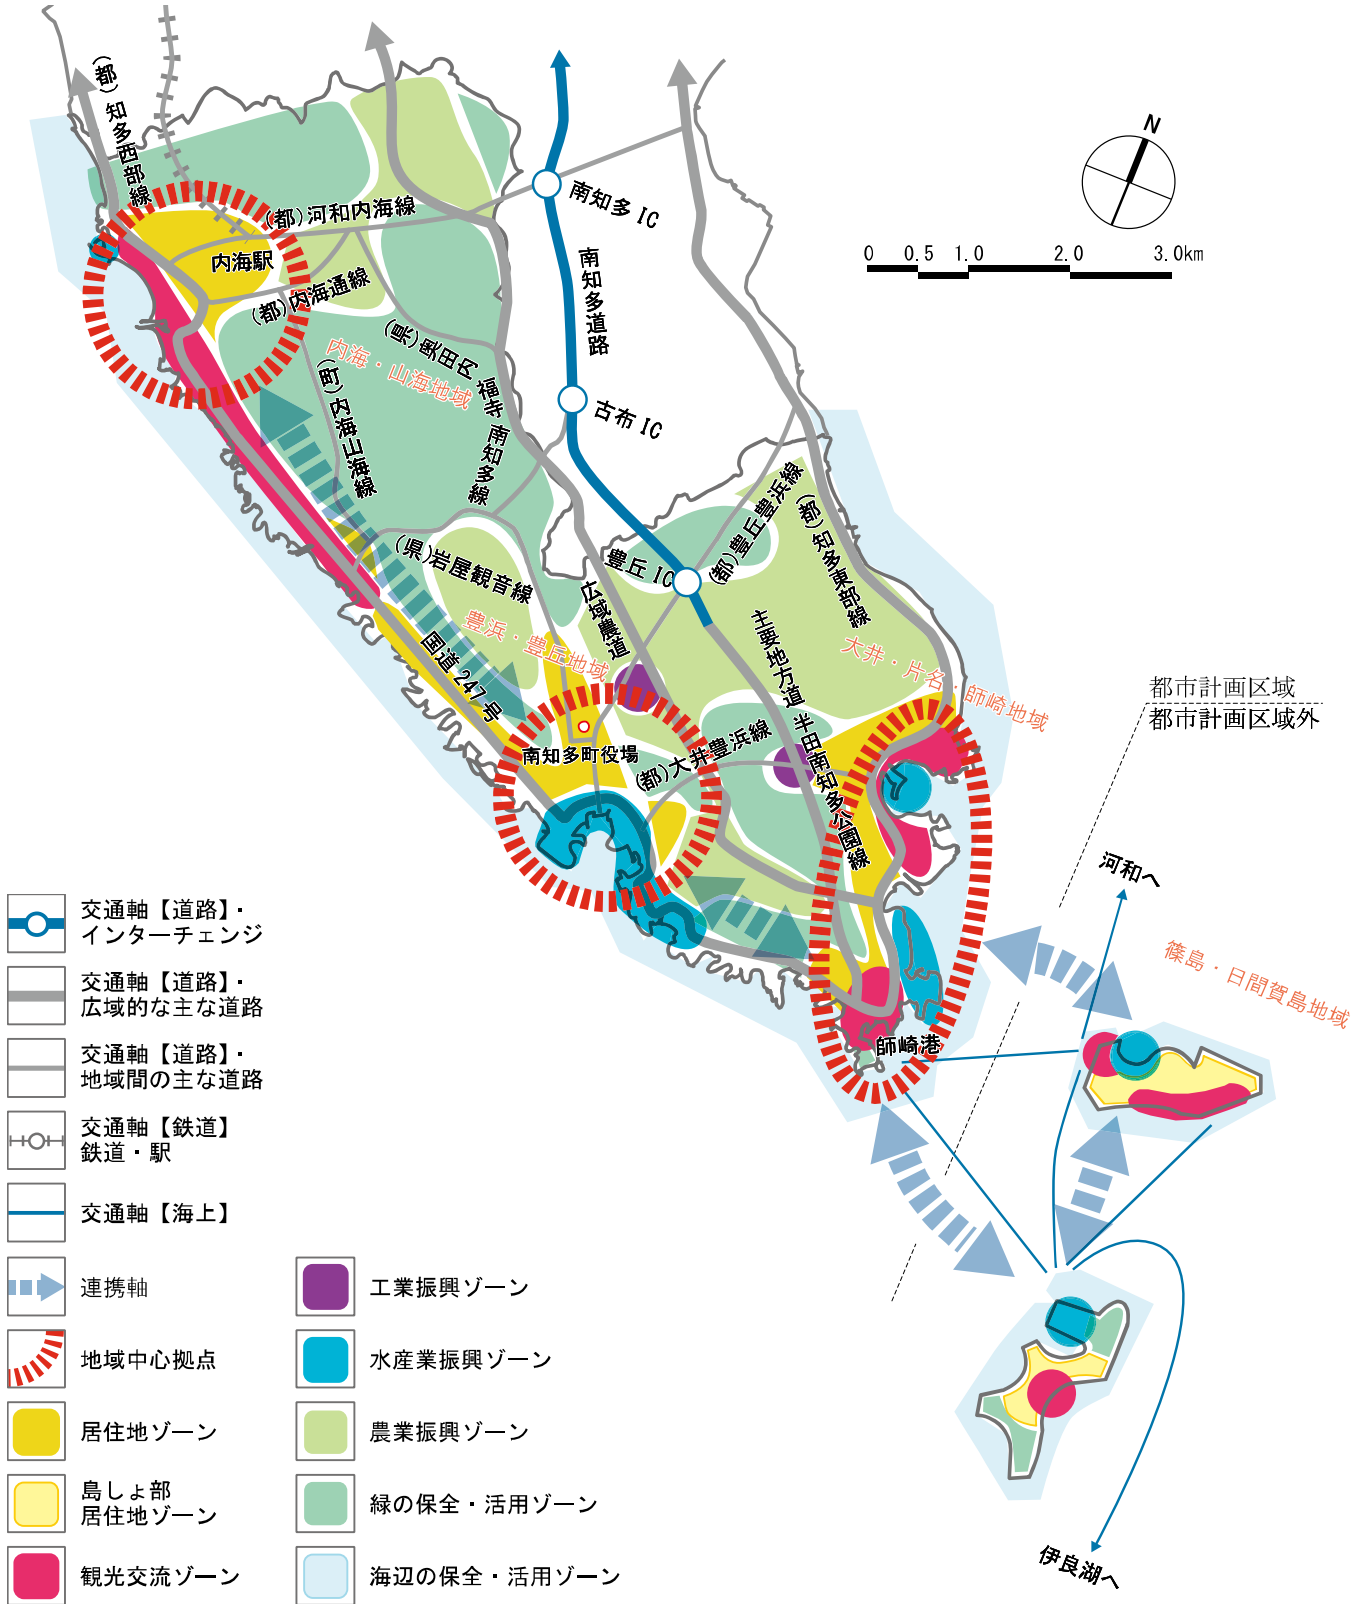 (都)知多西部線
(都)河和内海線
内海駅
(都)内海通線
(県)奥田内福寺南知多線
内海・山海地域
(町)内海山海線
南知多IC
南知多道路
古布IC
(県)岩屋観音線
豊丘IC
(都)豊丘豊浜線
(都)知多東部線
広域農道
豊浜・豊丘地域
国道247号
主要地方道 半田南知多公園線
大井・片名・師崎地域
南知多町役場
(都)大井豊浜線
師崎港
N
0 0.5 1.0 2.0 3.0km
都市計画区域
都市計画区域外
河和へ
篠島・日間賀島地域
伊良湖へ
交通軸【道路】・
インターチェンジ
交通軸【道路】・
広域的な主な道路
交通軸【道路】・
地域間の主な道路
交通軸【鉄道】
鉄道・駅
交通軸【海上】
連携軸
地域中心拠点
居住地ゾーン
島しょ部
居住地ゾーン
観光交流ゾーン
工業振興ゾーン
水産業振興ゾーン
農業振興ゾーン
緑の保全・活用ゾーン
海辺の保全・活用ゾーン